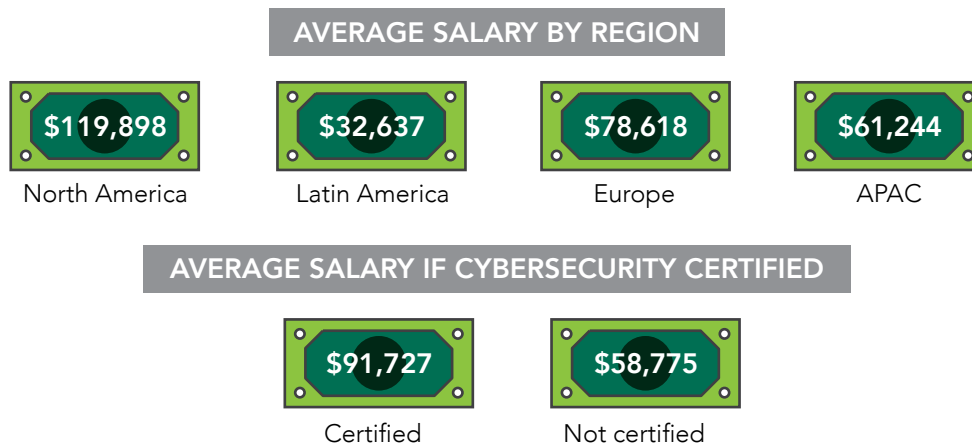 AVERAGE SALARY BY REGION
$119,898 $32,637 $78,618 $61,244
North America Latin America Europe APAC
AVERAGE SALARY IF CYBERSECURITY CERTIFIED
$91,727 $58,775
Certified Not certified